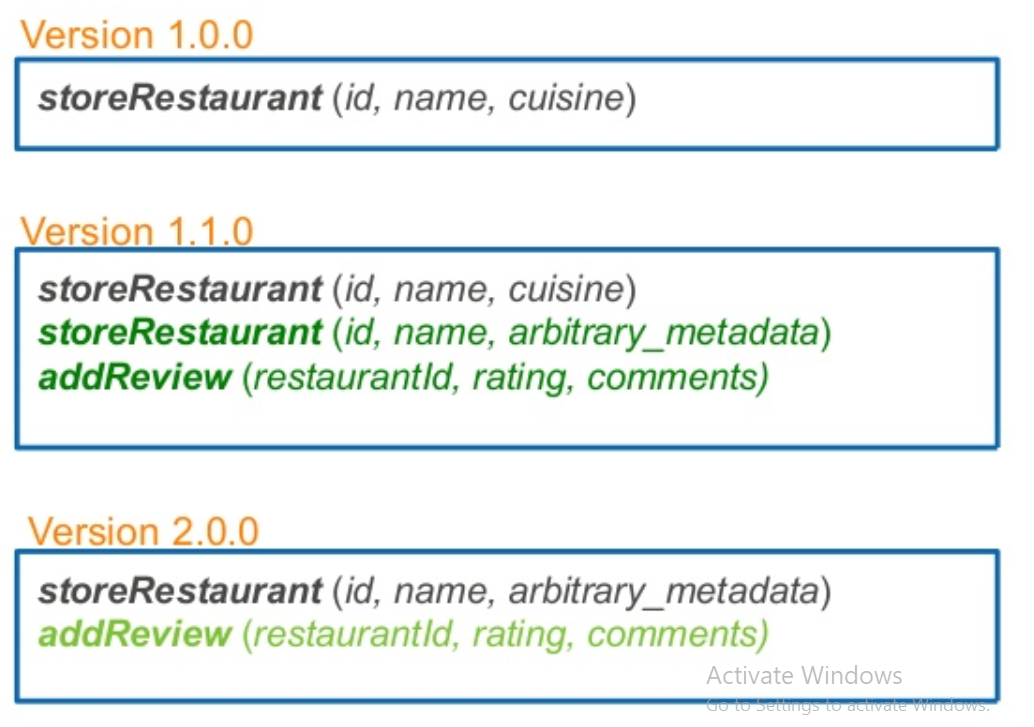 Version 1.0.0
storeRestaurant (id, name, cuisine)
Version 1.1.0
storeRestaurant (id, name, cuisine)
storeRestaurant (id, name, arbitrary_metadata)
addReview (restaurantId, rating, comments)
Version 2.0.0
storeRestaurant (id, name, arbitrary_metadata)
addReview (restaurantId, rating, comments)
Activate Windows
Go to Settings to activate Windows.